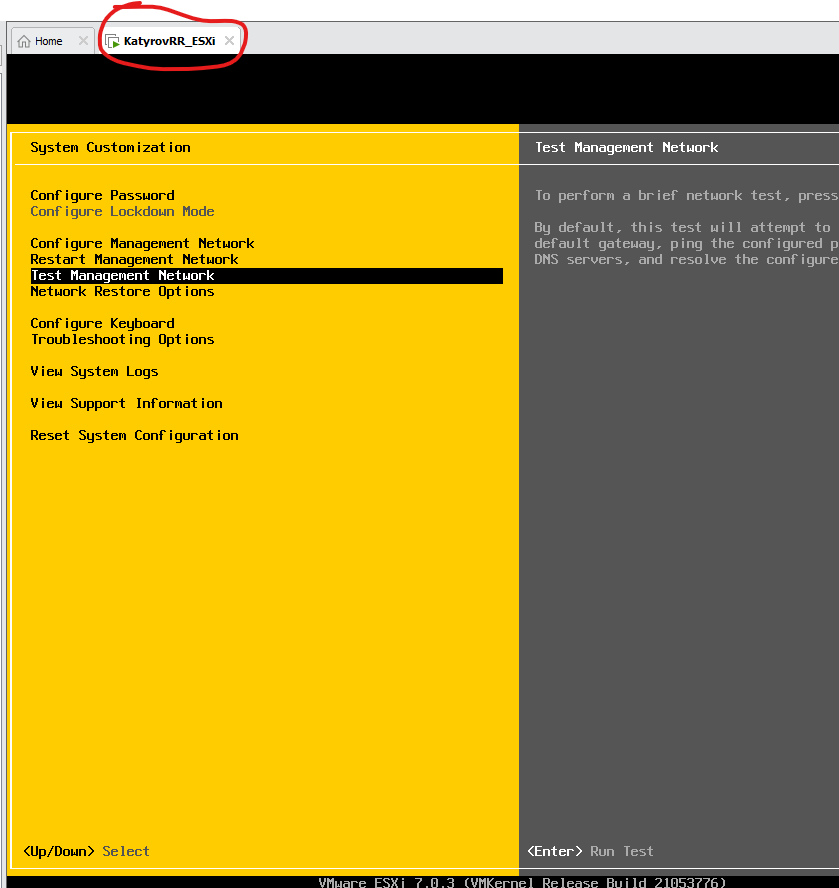 Home
KatyrovRR_ESXi
System Customization
Configure Password
Configure Lockdown Mode
Configure Management Network
Restart Management Network
Test Management Network
Network Restore Options
Configure Keyboard
Troubleshooting Options
View System Logs
View Support Information
Reset System Configuration
<Up/Down> Select
Test Management Network
To perform a brief network test, press
By default, this test will attempt to
default gateway, ping the configured p
DNS servers, and resolve the configure
<Enter> Run Test
VMware ESXi 7.0.3 (VMKernel Release Build 21053776)